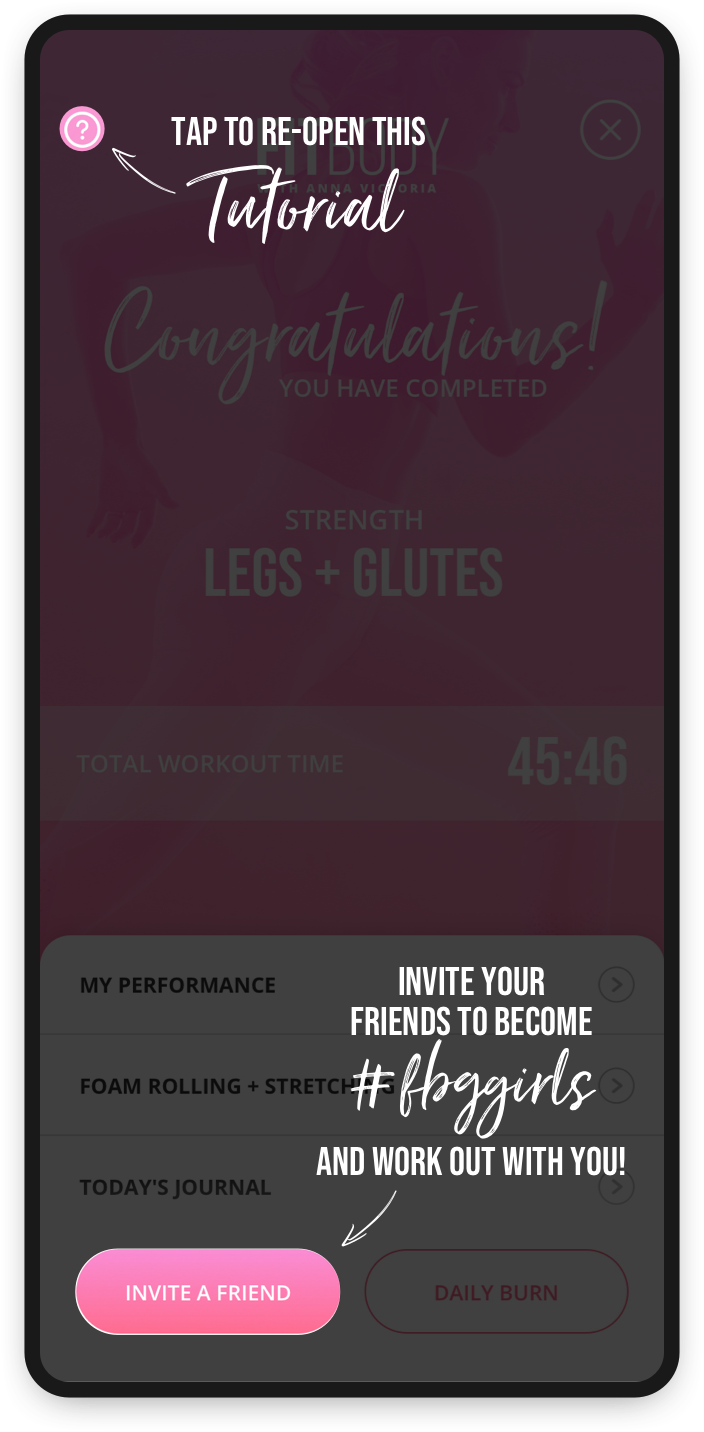 ?
TAP TO RE-OPEN THIS
Tutorial
FIT BODY
WITH ANNA VICTORIA
Congratulations!
YOU HAVE COMPLETED
STRENGTH
LEGS + GLUTES
TOTAL WORKOUT TIME 45:46
INVITE YOUR
FRIENDS TO BECOME
#fbggirls
AND WORK OUT WITH YOU!
MY PERFORMANCE
FOAM ROLLING + STRETCHING
TODAY'S JOURNAL
INVITE A FRIEND
DAILY BURN